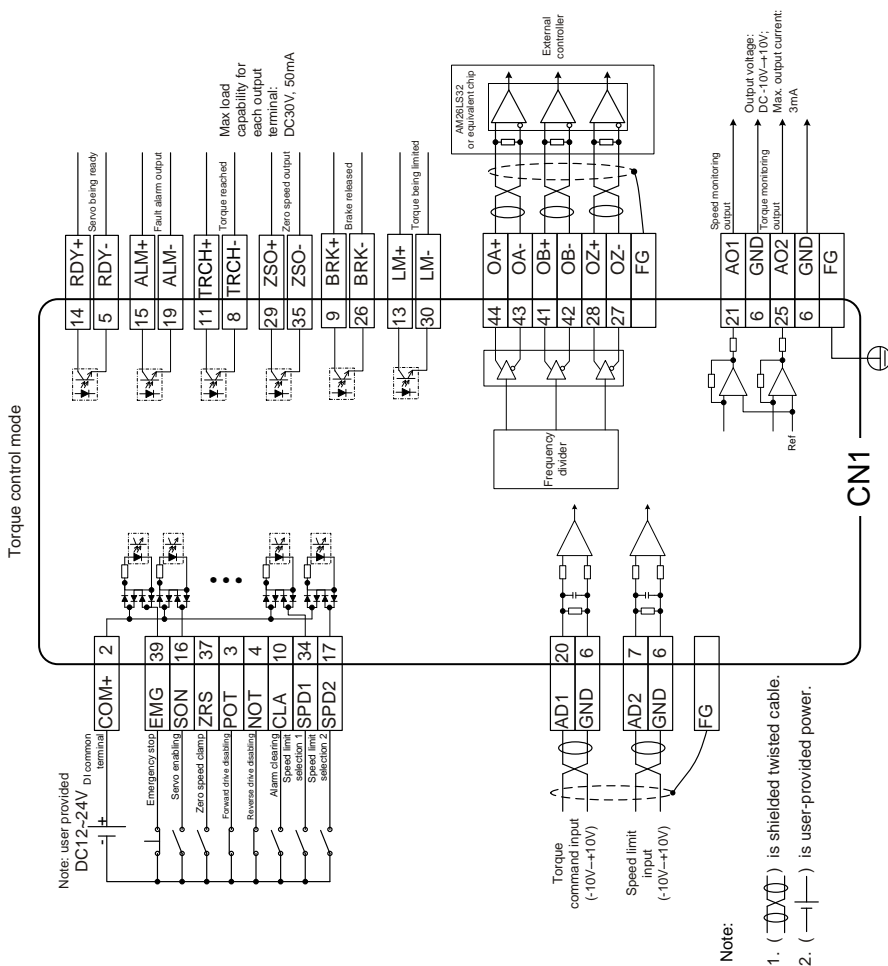 Torque control mode
Note: user provided
DC12~24V
- +
DI common
terminal
COM+ 2
Emergency stop EMG 39
Servo enabling SON 16
Zero speed clamp ZRS 37
Forward drive disabling POT 3
Reverse drive disabling NOT 4
Alarm clearing CLA 10
Speed limit
selection 1
SPD1 34
Speed limit
selection 2
SPD2 17
Torque
command input
(-10V~+10V)
AD1 20
GND 6
Speed limit
input
(-10V~+10V)
AD2 7
GND 6
FG
14 RDY+
5 RDY-
Servo being ready
15 ALM+
19 ALM-
Fault alarm output
11 TRCH+
8 TRCH-
Torque reached
29 ZSO+
35 ZSO-
Zero speed output
9 BRK+
26 BRK-
Brake released
13 LM+
30 LM-
Torque being limited
Max load
capability for
each output
terminal:
DC30V, 50mA
Frequency
divider
44 OA+
43 OA-
41 OB+
42 OB-
28 OZ+
27 OZ-
FG
AM26LS32
or equivalent chip
External
controller
Ref
21 AO1
6 GND
25 AO2
6 GND
FG
Speed monitoring
output
Torque monitoring
output
Output voltage:
DC -10V~+10V;
Max. output current:
3mA
CN1
Note:
1. ( ) is shielded twisted cable.
2. ( ) is user-provided power.